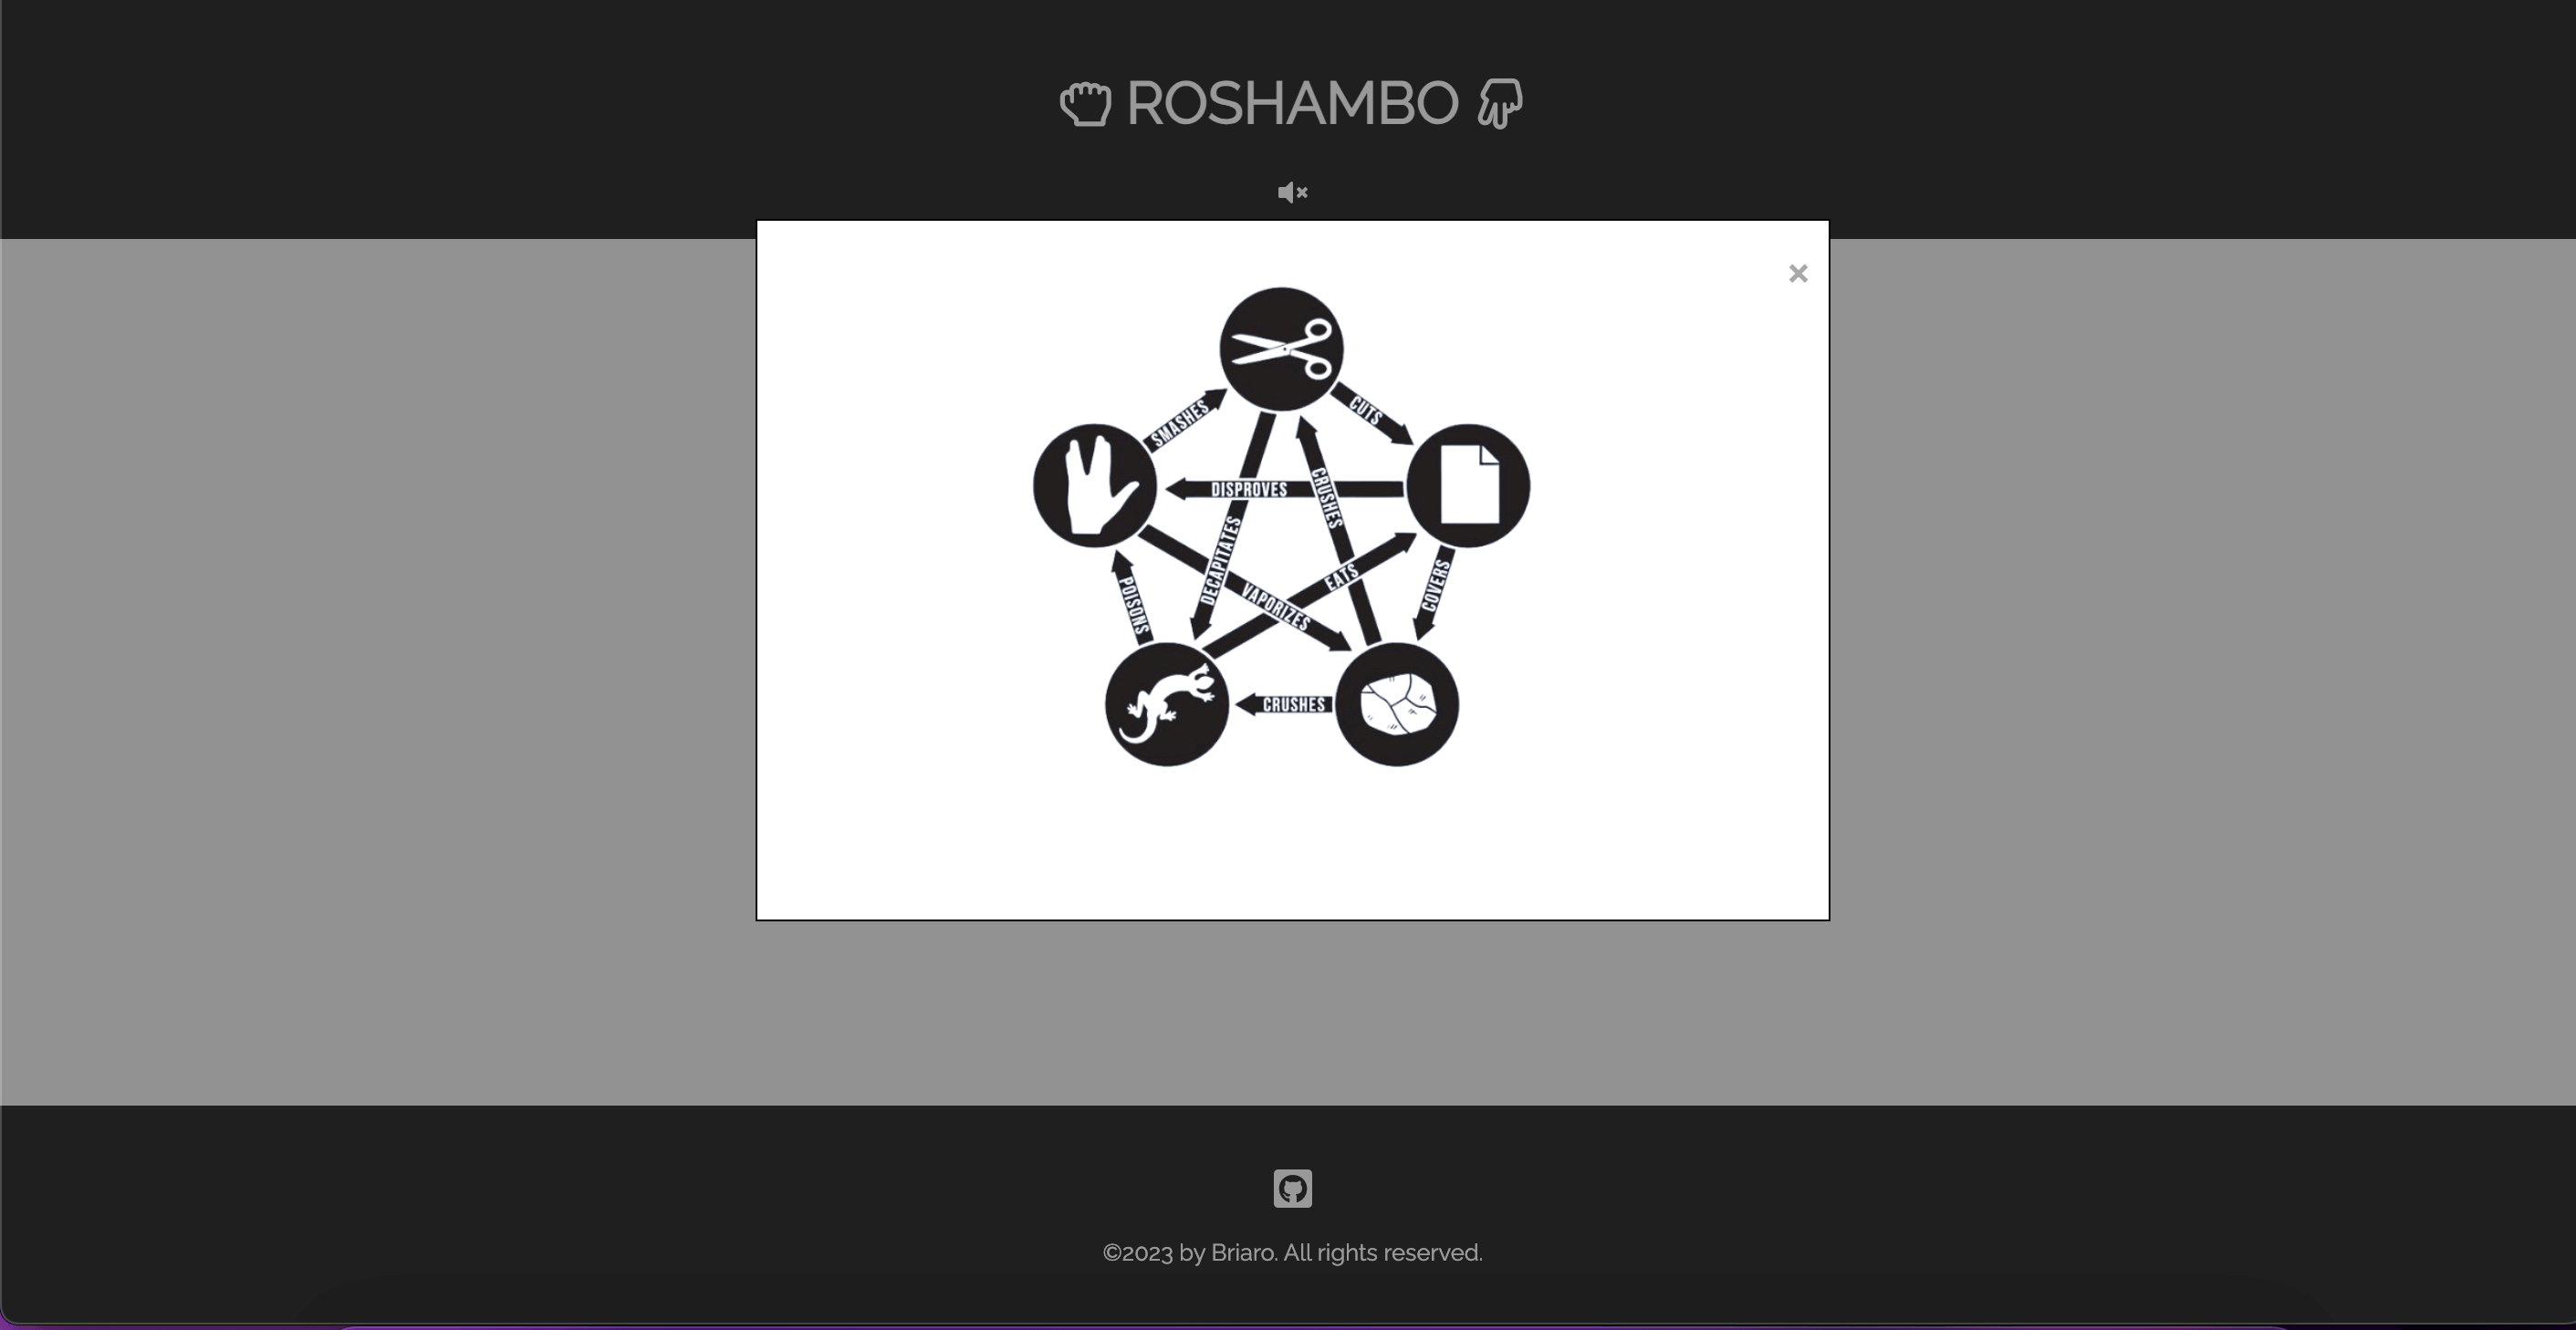 ROSHAMBO
×
SMASHES
CUTS
DISPROVES
CRUSHES
DECAPITATES
VAPORIZES
EATS
COVERS
POISONS
CRUSHES
©2023 by Briaro. All rights reserved.